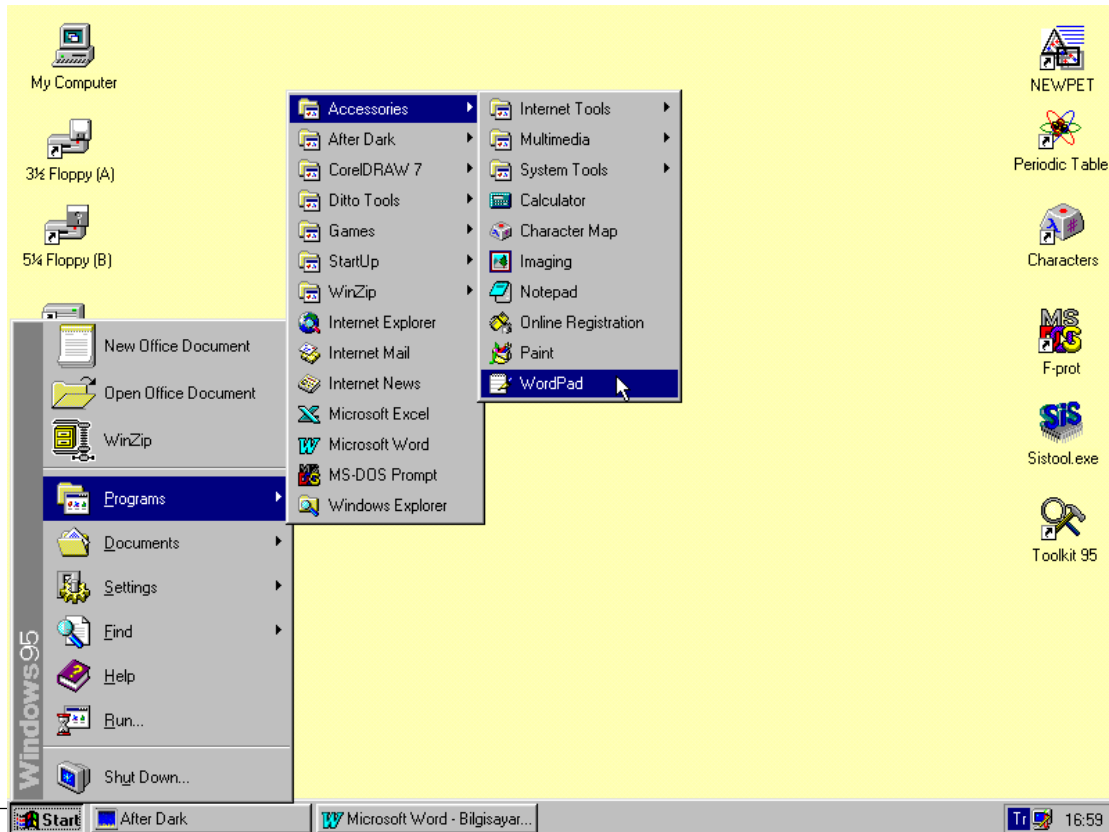 My Computer
3½ Floppy (A)
5¼ Floppy (B)
NEWPET
Periodic Table
Characters
MS
F-prot
SiS
Sistool.exe
Toolkit 95
Accessories
After Dark
CorelDRAW 7
Ditto Tools
Games
StartUp
WinZip
Internet Explorer
Internet Mail
Internet News
Microsoft Excel
Microsoft Word
MS-DOS Prompt
Windows Explorer
Internet Tools
Multimedia
System Tools
Calculator
Character Map
Imaging
Notepad
Online Registration
Paint
WordPad
New Office Document
Open Office Document
WinZip
Programs
Documents
Settings
Find
Help
Run...
Shut Down...
Windows95
Start
After Dark
Microsoft Word - Bilgisayar...
Tr
16:59